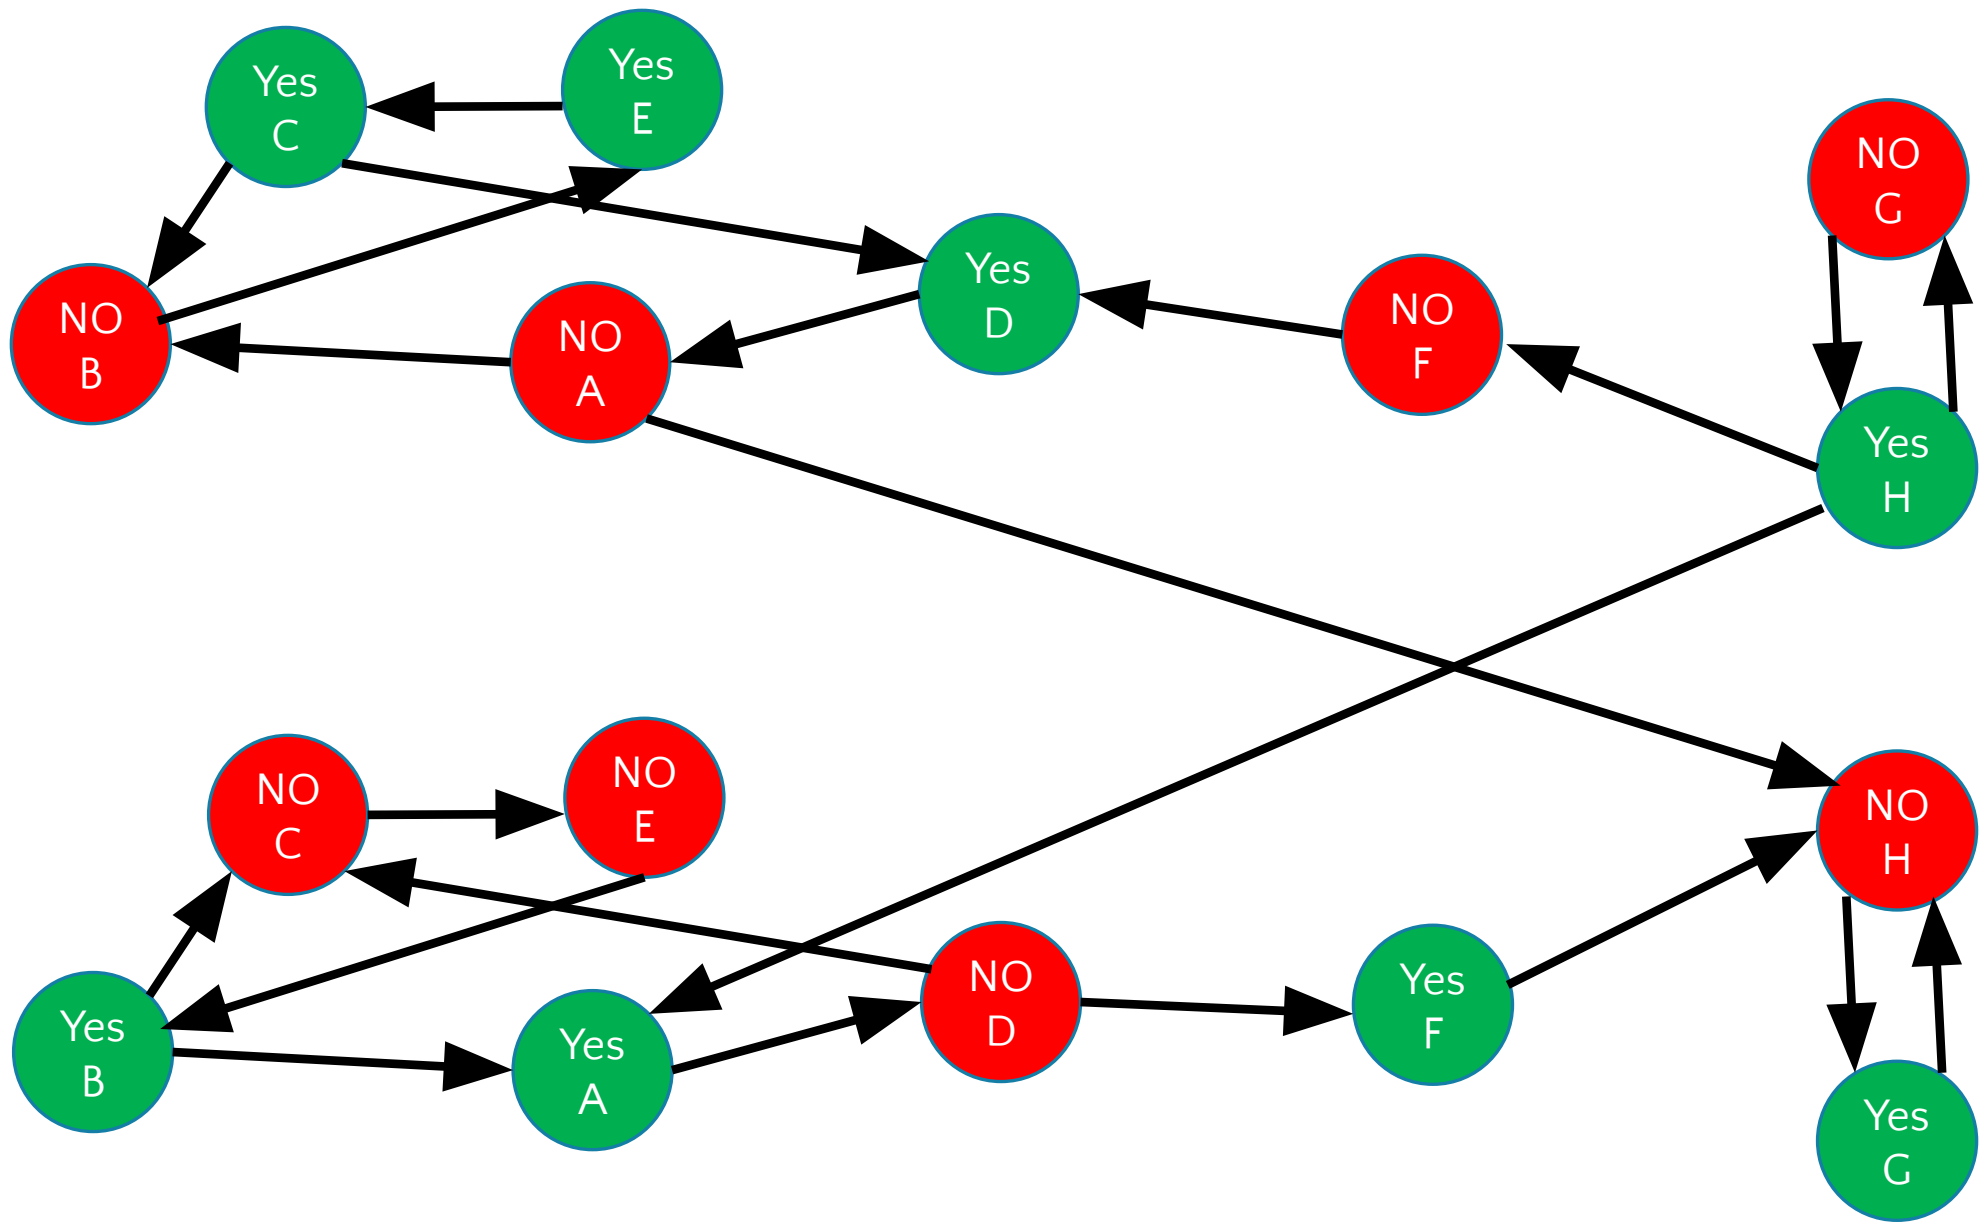 Yes
C
Yes
E
NO
G
Yes
D
NO
F
NO
B
NO
A
Yes
H
NO
C
NO
E
NO
H
NO
D
Yes
F
Yes
B
Yes
A
Yes
G